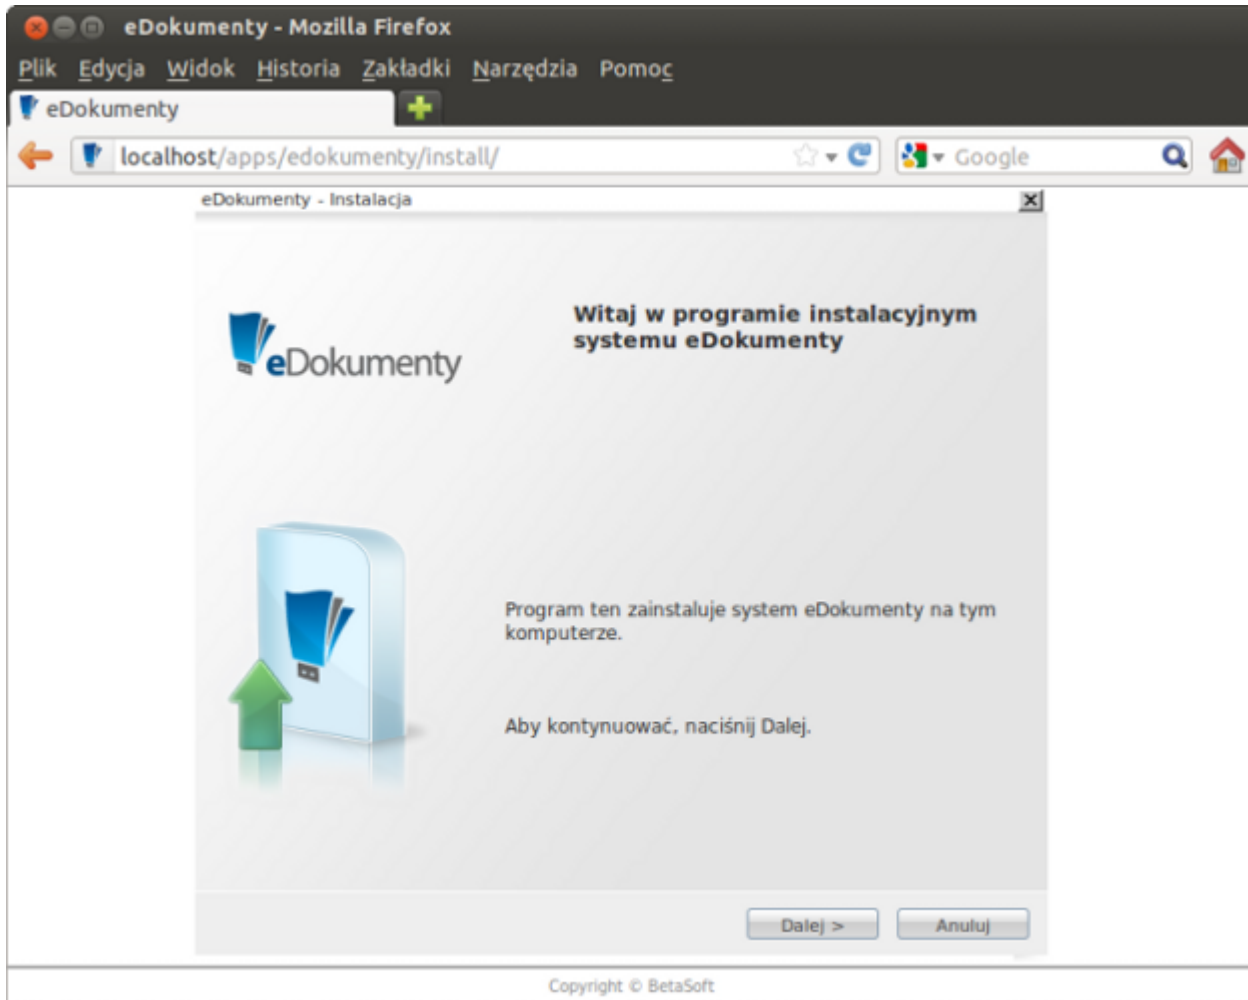 eDokumenty - Mozilla Firefox
Plik Edycja Widok Historia Zakładki Narzędzia Pomoc
eDokumenty
localhost/apps/edokumenty/install/ Google
eDokumenty - Instalacja
Witaj w programie instalacyjnym
systemu eDokumenty
eDokumenty
Program ten zainstaluje system eDokumenty na tym
komputerze.
Aby kontynuować, naciśnij Dalej.
Dalej > Anuluj
Copyright © BetaSoft